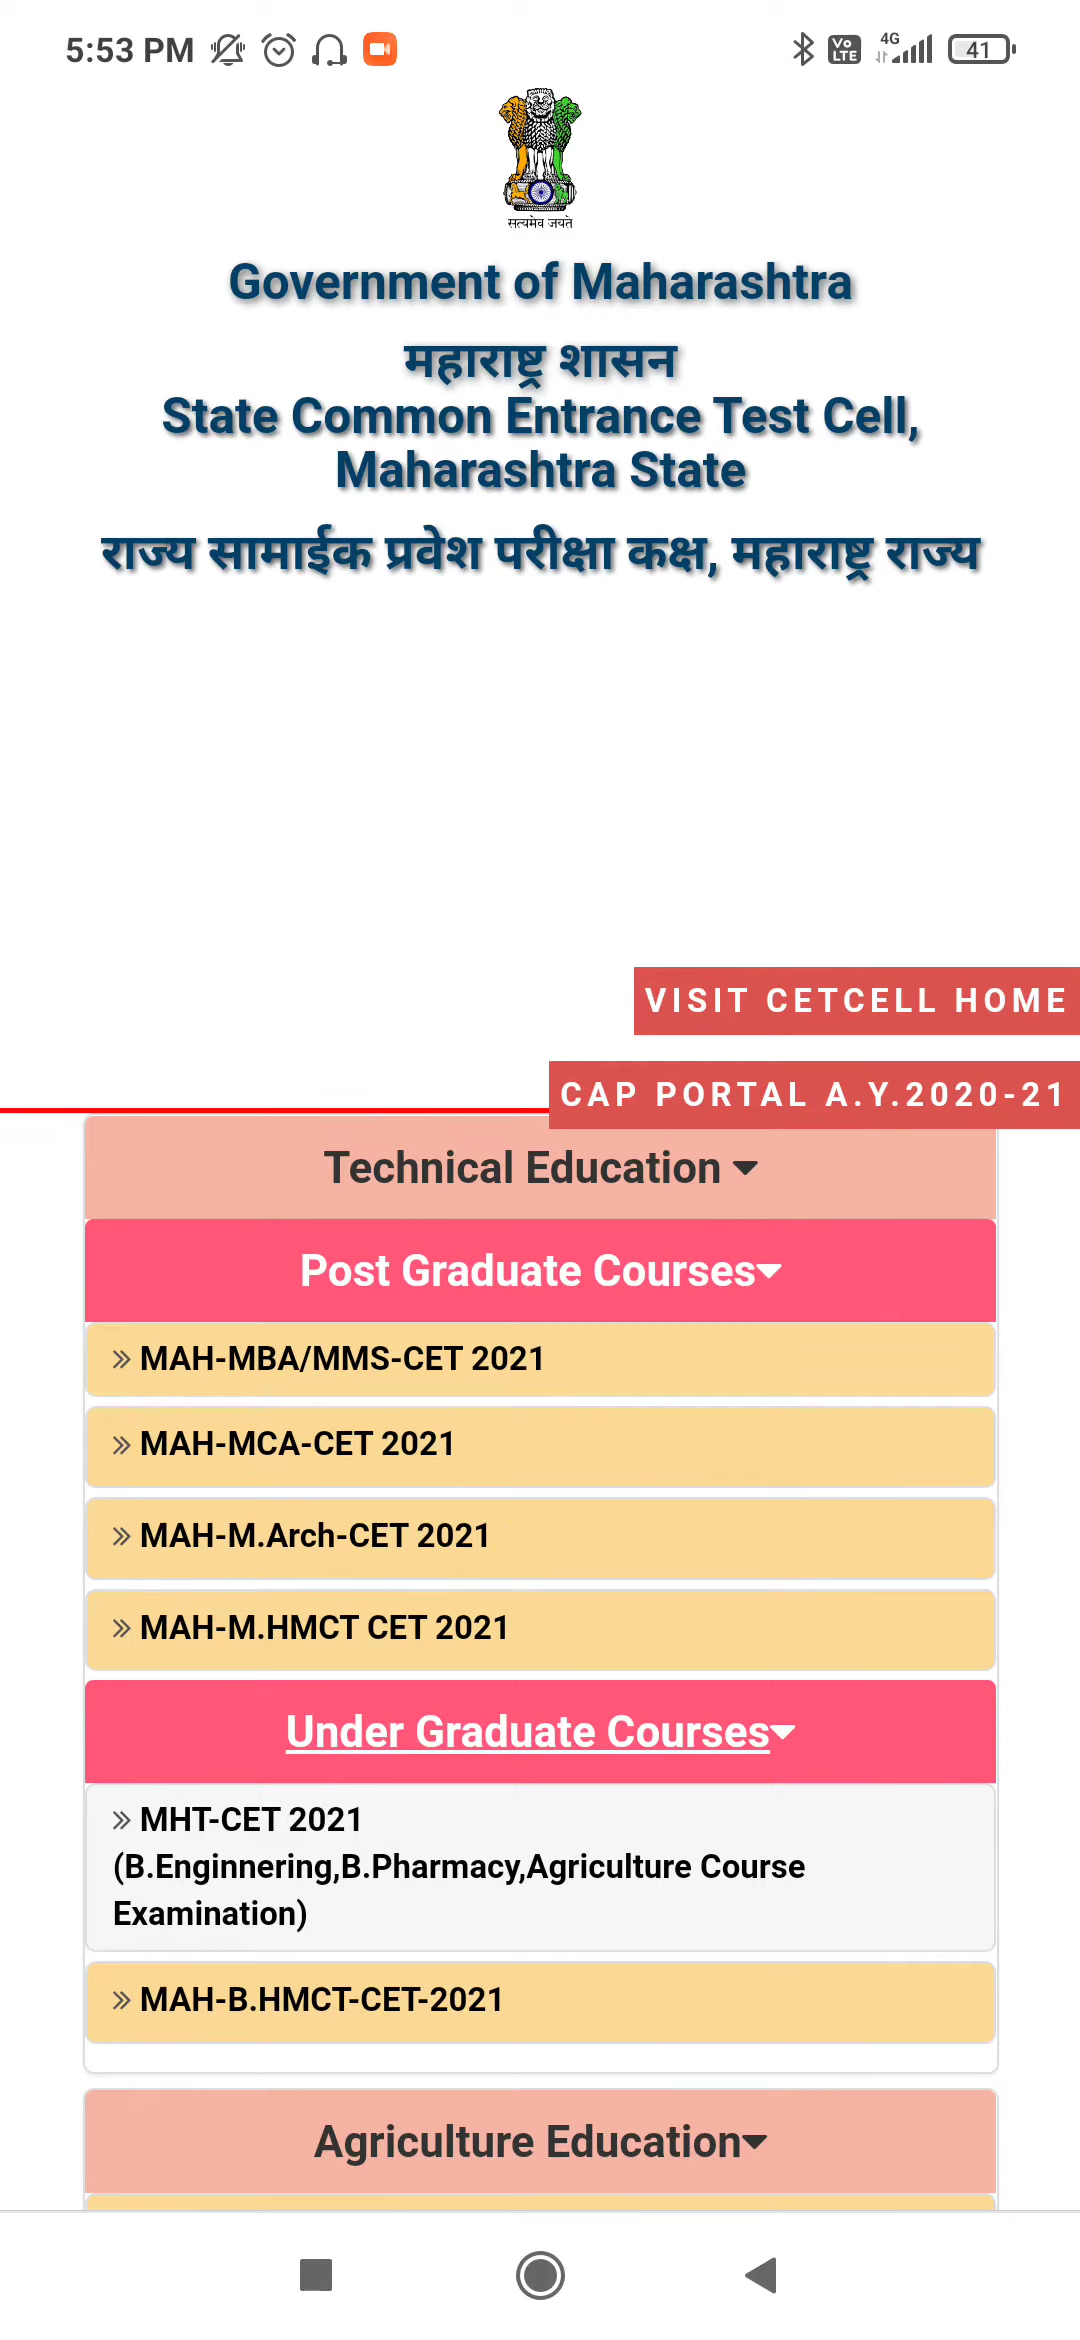 5:53 PM
Vo LTE
4G
41
सत्यमेव जयते
Government of Maharashtra
महाराष्ट्र शासन
State Common Entrance Test Cell,
Maharashtra State
राज्य सामाईक प्रवेश परीक्षा कक्ष, महाराष्ट्र राज्य
VISIT CETCELL HOME
CAP PORTAL A.Y.2020-21
Technical Education
Post Graduate Courses
» MAH-MBA/MMS-CET 2021
» MAH-MCA-CET 2021
» MAH-M.Arch-CET 2021
» MAH-M.HMCT CET 2021
Under Graduate Courses
» MHT-CET 2021
(B.Enginnering,B.Pharmacy,Agriculture Course
Examination)
» MAH-B.HMCT-CET-2021
Agriculture Education